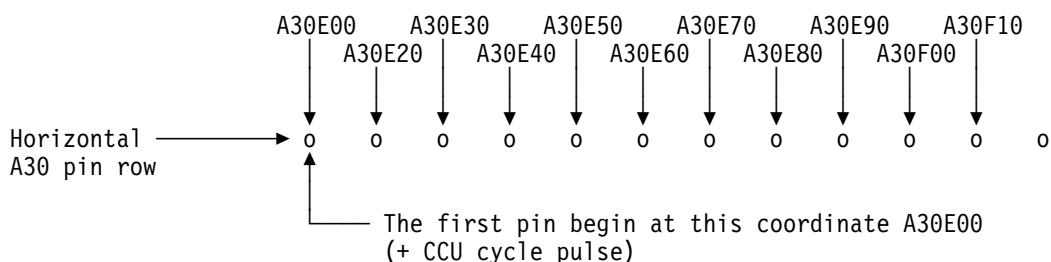 A30E00 A30E30 A30E50 A30E70 A30E90 A30F10
A30E20 A30E40 A30E60 A30E80 A30F00
Horizontal o o o o o o o o o o o o
A30 pin row
The first pin begin at this coordinate A30E00
(+ CCU cycle pulse)